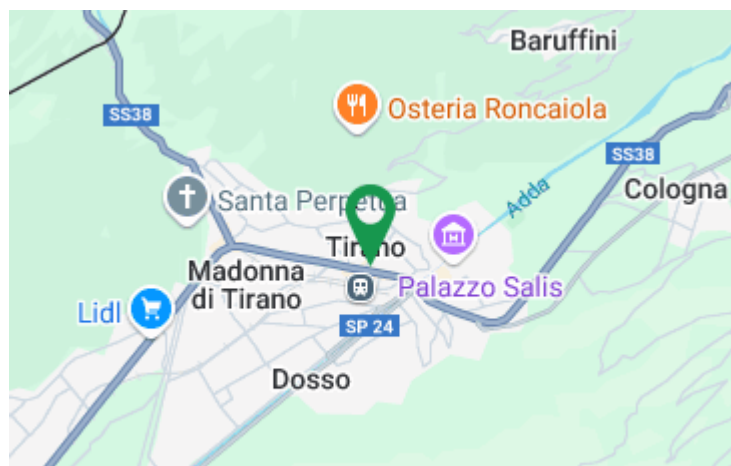 Baruffini
SS38
Osteria Roncaiola
SS38
Cologna
Santa Perpetua
Adda
Tirano
Madonna
di Tirano
Palazzo Salis
Lidl
SP 24
Dosso